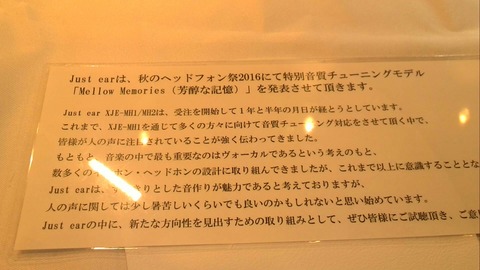 Just earは、秋のヘッドフォン祭2016にて特別音質チューニングモデル
「Mellow Memories（芳醇な記憶）」を発表させて頂きます。
Just ear XJE-MH1/MH2は、受注を開始して1年と半年の月日が経とうとしています。
これまで、XJE-MH1を通じて多くの方々に向けて音質チューニング対応をさせて頂く中で、
皆様が人の声に注目されていることが強く伝わってきました。
もともと、音楽の中で最も重要なのはヴォーカルであるという考えのもと、
数多くのイヤホン・ヘッドホンの設計に取り組んできましたが、これまで以上に意識することとな
Just earは、すっきりとした音作りが魅力であると考えておりますが、
人の声に関しては少し暑苦しいくらいでも良いのかもしれないと思い始めています。
Just earの中に、新たな方向性を見出すための取り組みとして、ぜひ皆様にご試聴頂き、ご意